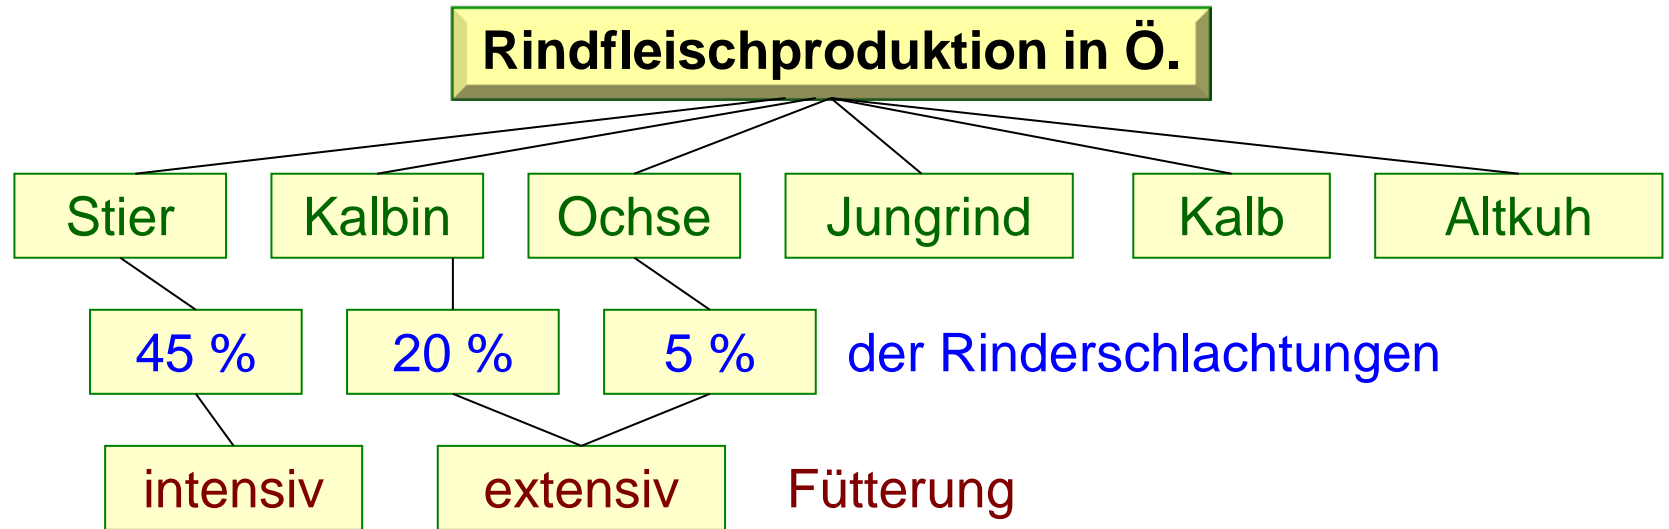 Rindfleischproduktion in Ö.
Stier Kalbin Ochse Jungrind Kalb Altkuh
45 % 20 % 5 % der Rinderschlachtungen
intensiv extensiv Fütterung